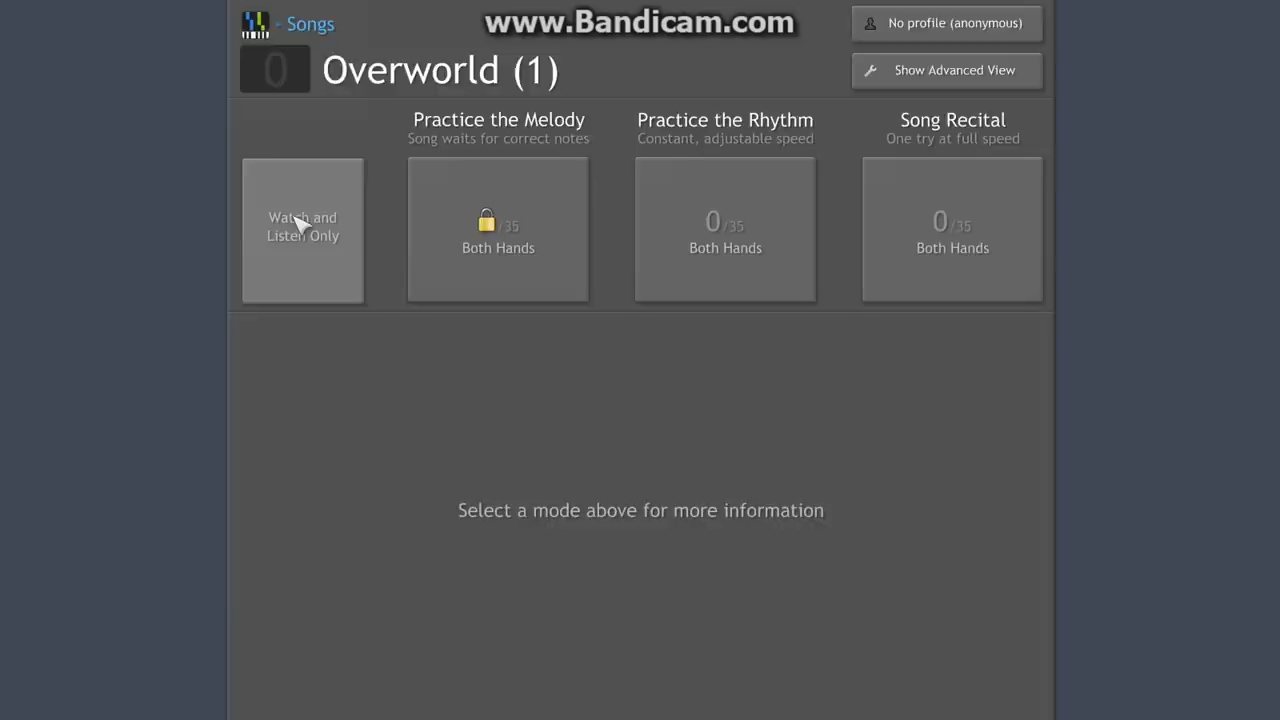 www.Bandicam.com
- Songs
No profile (anonymous)
0
Overworld (1)
Show Advanced View
Practice the Melody
Song waits for correct notes
Practice the Rhythm
Constant, adjustable speed
Song Recital
One try at full speed
Watch and
Listen Only
/35
Both Hands
0/35
Both Hands
0/35
Both Hands
Select a mode above for more information